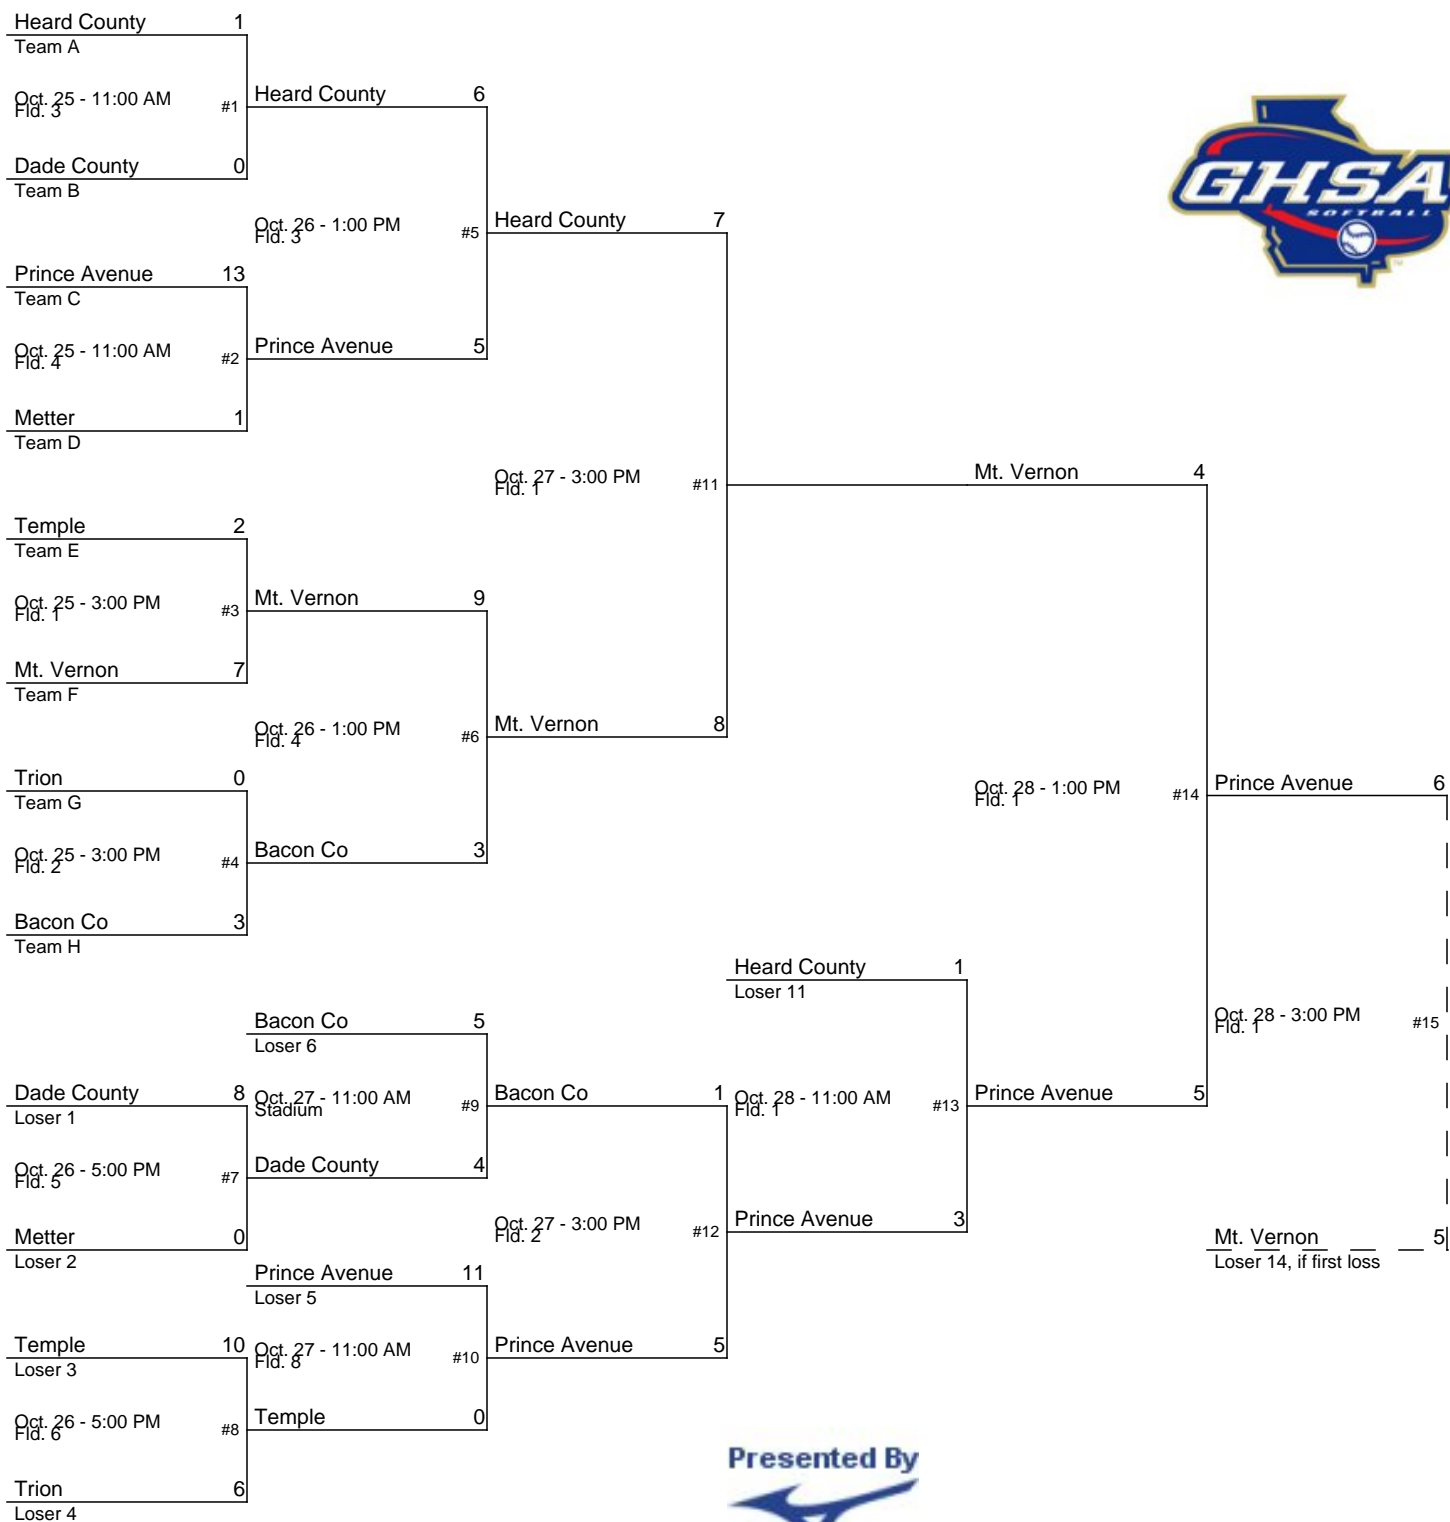 Heard County 1
Team A
Oct. 25 - 11:00 AM
Fld. 3
#1
Dade County 0
Team B
Prince Avenue 13
Team C
Oct. 25 - 11:00 AM
Fld. 4
#2
Metter 1
Team D
Temple 2
Team E
Oct. 25 - 3:00 PM
Fld. 1
#3
Mt. Vernon 7
Team F
Trion 0
Team G
Oct. 25 - 3:00 PM
Fld. 2
#4
Bacon Co 3
Team H
Heard County 6
Oct. 26 - 1:00 PM
Fld. 3
#5
Prince Avenue 5
Mt. Vernon 9
Oct. 26 - 1:00 PM
Fld. 4
#6
Bacon Co 3
Heard County 7
Oct. 27 - 3:00 PM
Fld. 1
#11
Mt. Vernon 8
GHSA
SOFTBALL
TM
Mt. Vernon 4
Oct. 28 - 1:00 PM
Fld. 1
#14
Prince Avenue 5
Prince Avenue 6
Oct. 28 - 3:00 PM
Fld. 1
#15
Mt. Vernon 5
Loser 14, if first loss
Dade County 8
Loser 1
Oct. 26 - 5:00 PM
Fld. 5
#7
Metter 0
Loser 2
Temple 10
Loser 3
Oct. 26 - 5:00 PM
Fld. 6
#8
Trion 6
Loser 4
Bacon Co 5
Loser 6
Oct. 27 - 11:00 AM
Stadium
#9
Dade County 4
Prince Avenue 11
Loser 5
Oct. 27 - 11:00 AM
Fld. 8
#10
Temple 0
Bacon Co 1
Oct. 27 - 3:00 PM
Fld. 2
#12
Prince Avenue 5
Heard County 1
Loser 11
Oct. 28 - 11:00 AM
Fld. 1
#13
Prince Avenue 3
Presented By